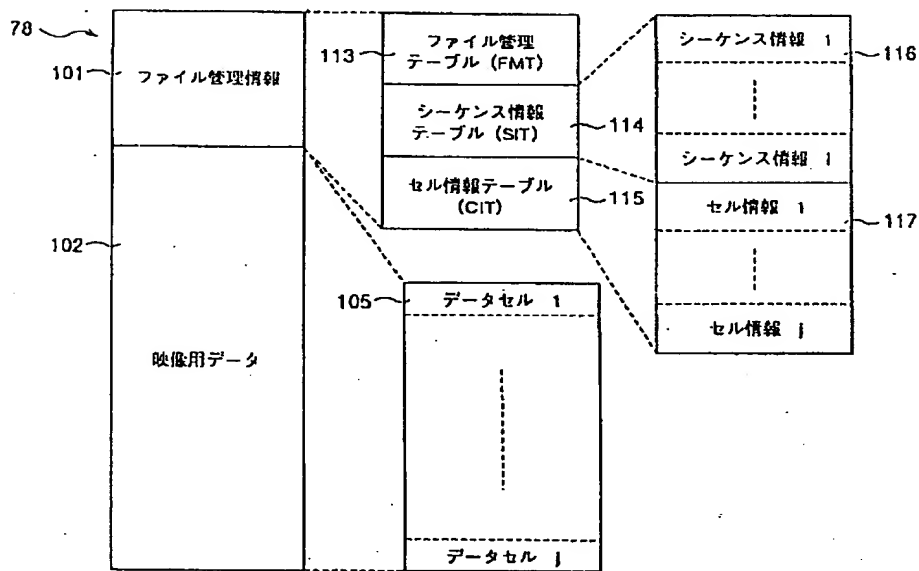 78
101
ファイル管理情報
102
映像用データ
113
ファイル管理
テーブル (FMT)
シーケンス情報
テーブル (SIT)
114
セル情報テーブル
(CIT)
115
105
データセル 1
データセル j
シーケンス情報 1
116
シーケンス情報 i
セル情報 1
117
セル情報 j